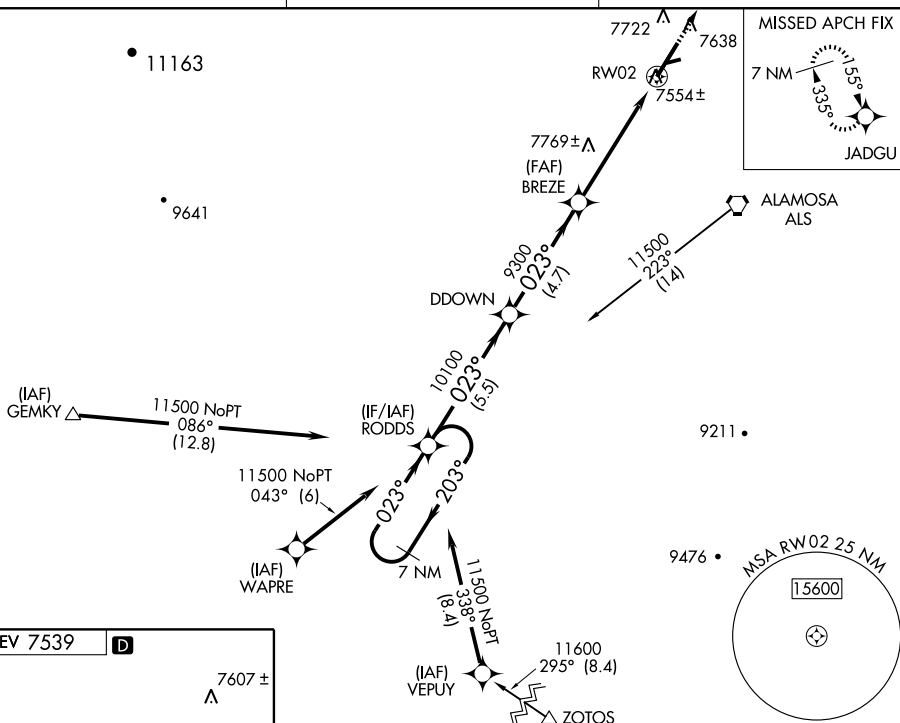 7722
7638
MISSED APCH FIX
7 NM
155°
335°
JADGU
11163
RW02
7554±
7769±
(FAF)
BREZE
9641
ALAMOSA
ALS
11500
223°
(14)
9300
023°
(4.7)
DDOWN
10100
023°
(5.5)
(IAF)
GEMKY
11500 NoPT
086°
(12.8)
(IF/IAF)
RODDS
9211
11500 NoPT
043° (6)
023°
203°
7 NM
(IAF)
WAPRE
11500 NoPT
338°
(8.4)
9476
MSA RW02 25 NM
15600
EV 7539
D
7607 ±
(IAF)
VEPUY
11600
295° (8.4)
ZOTOS